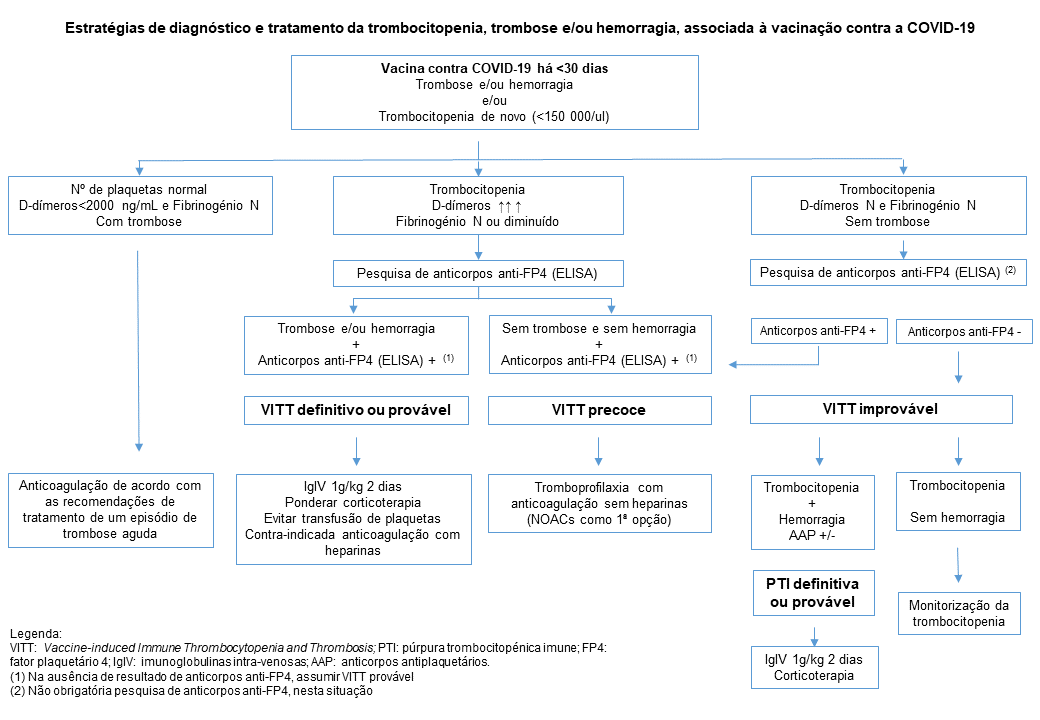 Estratégias de diagnóstico e tratamento da trombocitopenia, trombose e/ou hemorragia, associada à vacinação contra a COVID-19
Vacina contra COVID-19 há <30 dias
Trombose e/ou hemorragia
e/ou
Trombocitopenia de novo (<150 000/ul)
Nº de plaquetas normal
D-dímeros<2000 ng/mL e Fibrinogénio N
Com trombose
Trombocitopenia
D-dímeros ↑↑ ↑
Fibrinogénio N ou diminuído
Trombocitopenia
D-dímeros N e Fibrinogénio N
Sem trombose
Pesquisa de anticorpos anti-FP4 (ELISA)
Pesquisa de anticorpos anti-FP4 (ELISA) (2)
Trombose e/ou hemorragia
+
Anticorpos anti-FP4 (ELISA) + (1)
Sem trombose e sem hemorragia
+
Anticorpos anti-FP4 (ELISA) + (1)
Anticorpos anti-FP4 +
Anticorpos anti-FP4 -
VITT definitivo ou provável
VITT precoce
VITT improvável
Anticoagulação de acordo com
as recomendações de
tratamento de um episódio de
trombose aguda
IgIV 1g/kg 2 dias
Ponderar corticoterapia
Evitar transfusão de plaquetas
Contra-indicada anticoagulação com
heparinas
Tromboprofilaxia com
anticoagulação sem heparinas
(NOACs como 1ª opção)
Trombocitopenia
+
Hemorragia
AAP +/-
Trombocitopenia
Sem hemorragia
PTI definitiva
ou provável
Monitorização da
trombocitopenia
IgIV 1g/kg 2 dias
Corticoterapia
Legenda:
VITT: Vaccine-induced Immune Thrombocytopenia and Thrombosis; PTI: púrpura trombocitopénica imune; FP4:
fator plaquetário 4; IgIV: imunoglobulinas intra-venosas; AAP: anticorpos antiplaquetários.
(1) Na ausência de resultado de anticorpos anti-FP4, assumir VITT provável
(2) Não obrigatória pesquisa de anticorpos anti-FP4, nesta situação